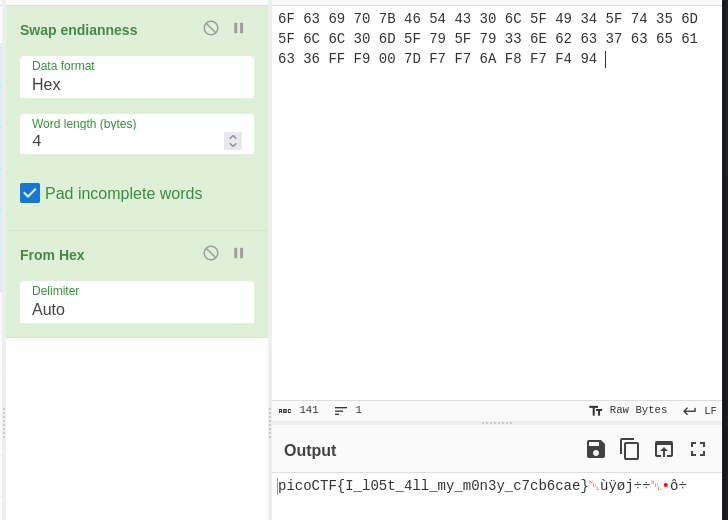 Swap endianness
Data format
Hex
Word length (bytes)
4
Pad incomplete words
From Hex
Delimiter
Auto
6F 63 69 70 7B 46 54 43 30 6C 5F 49 34 5F 74 35 6D
5F 6C 6C 30 6D 5F 79 5F 79 33 6E 62 63 37 63 65 61
63 36 FF F9 00 7D F7 F7 6A F8 F7 F4 94
ABC 141 1 Raw Bytes LF
Output
picoCTF{I_l05t_4ll_my_m0n3y_c7cb6cae}␀ùÿøj÷÷␀•ô÷